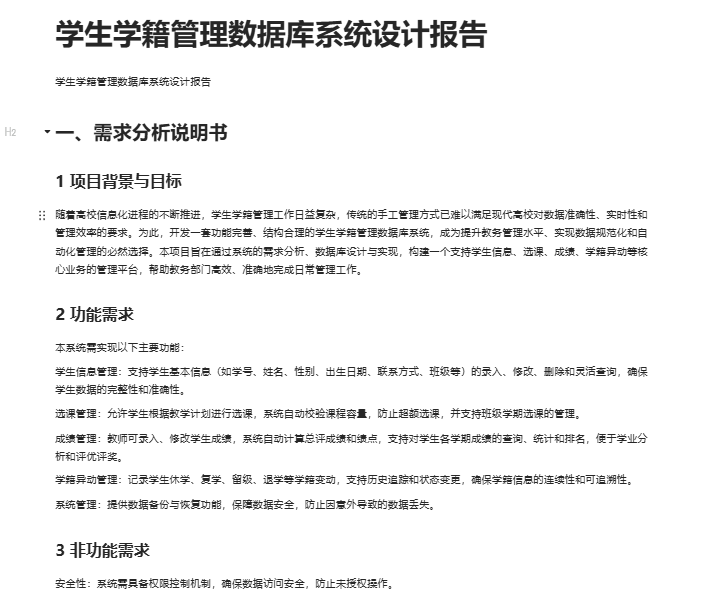 学生学籍管理数据库系统设计报告
学生学籍管理数据库系统设计报告
H2
一、需求分析说明书
1 项目背景与目标
随着高校信息化进程的不断推进，学生学籍管理工作日益复杂，传统的手工管理方式已难以满足现代高校对数据准确性、实时性和
管理效率的要求。为此，开发一套功能完善、结构合理的学生学籍管理数据库系统，成为提升教务管理水平、实现数据规范化和自
动化管理的必然选择。本项目旨在通过系统的需求分析、数据库设计与实现，构建一个支持学生信息、选课、成绩、学籍异动等核
心业务的管理平台，帮助教务部门高效、准确地完成日常管理工作。
2 功能需求
本系统需实现以下主要功能：
学生信息管理：支持学生基本信息（如学号、姓名、性别、出生日期、联系方式、班级等）的录入、修改、删除和灵活查询，确保
学生数据的完整性和准确性。
选课管理：允许学生根据教学计划进行选课，系统自动校验课程容量，防止超额选课，并支持班级学期选课的管理。
成绩管理：教师可录入、修改学生成绩，系统自动计算总评成绩和绩点，支持对学生各学期成绩的查询、统计和排名，便于学业分
析和评优评奖。
学籍异动管理：记录学生休学、复学、留级、退学等学籍变动，支持历史追踪和状态变更，确保学籍信息的连续性和可追溯性。
系统管理：提供数据备份与恢复功能，保障数据安全，防止因意外导致的数据丢失。
3 非功能需求
安全性：系统需具备权限控制机制，确保数据访问安全，防止未授权操作。